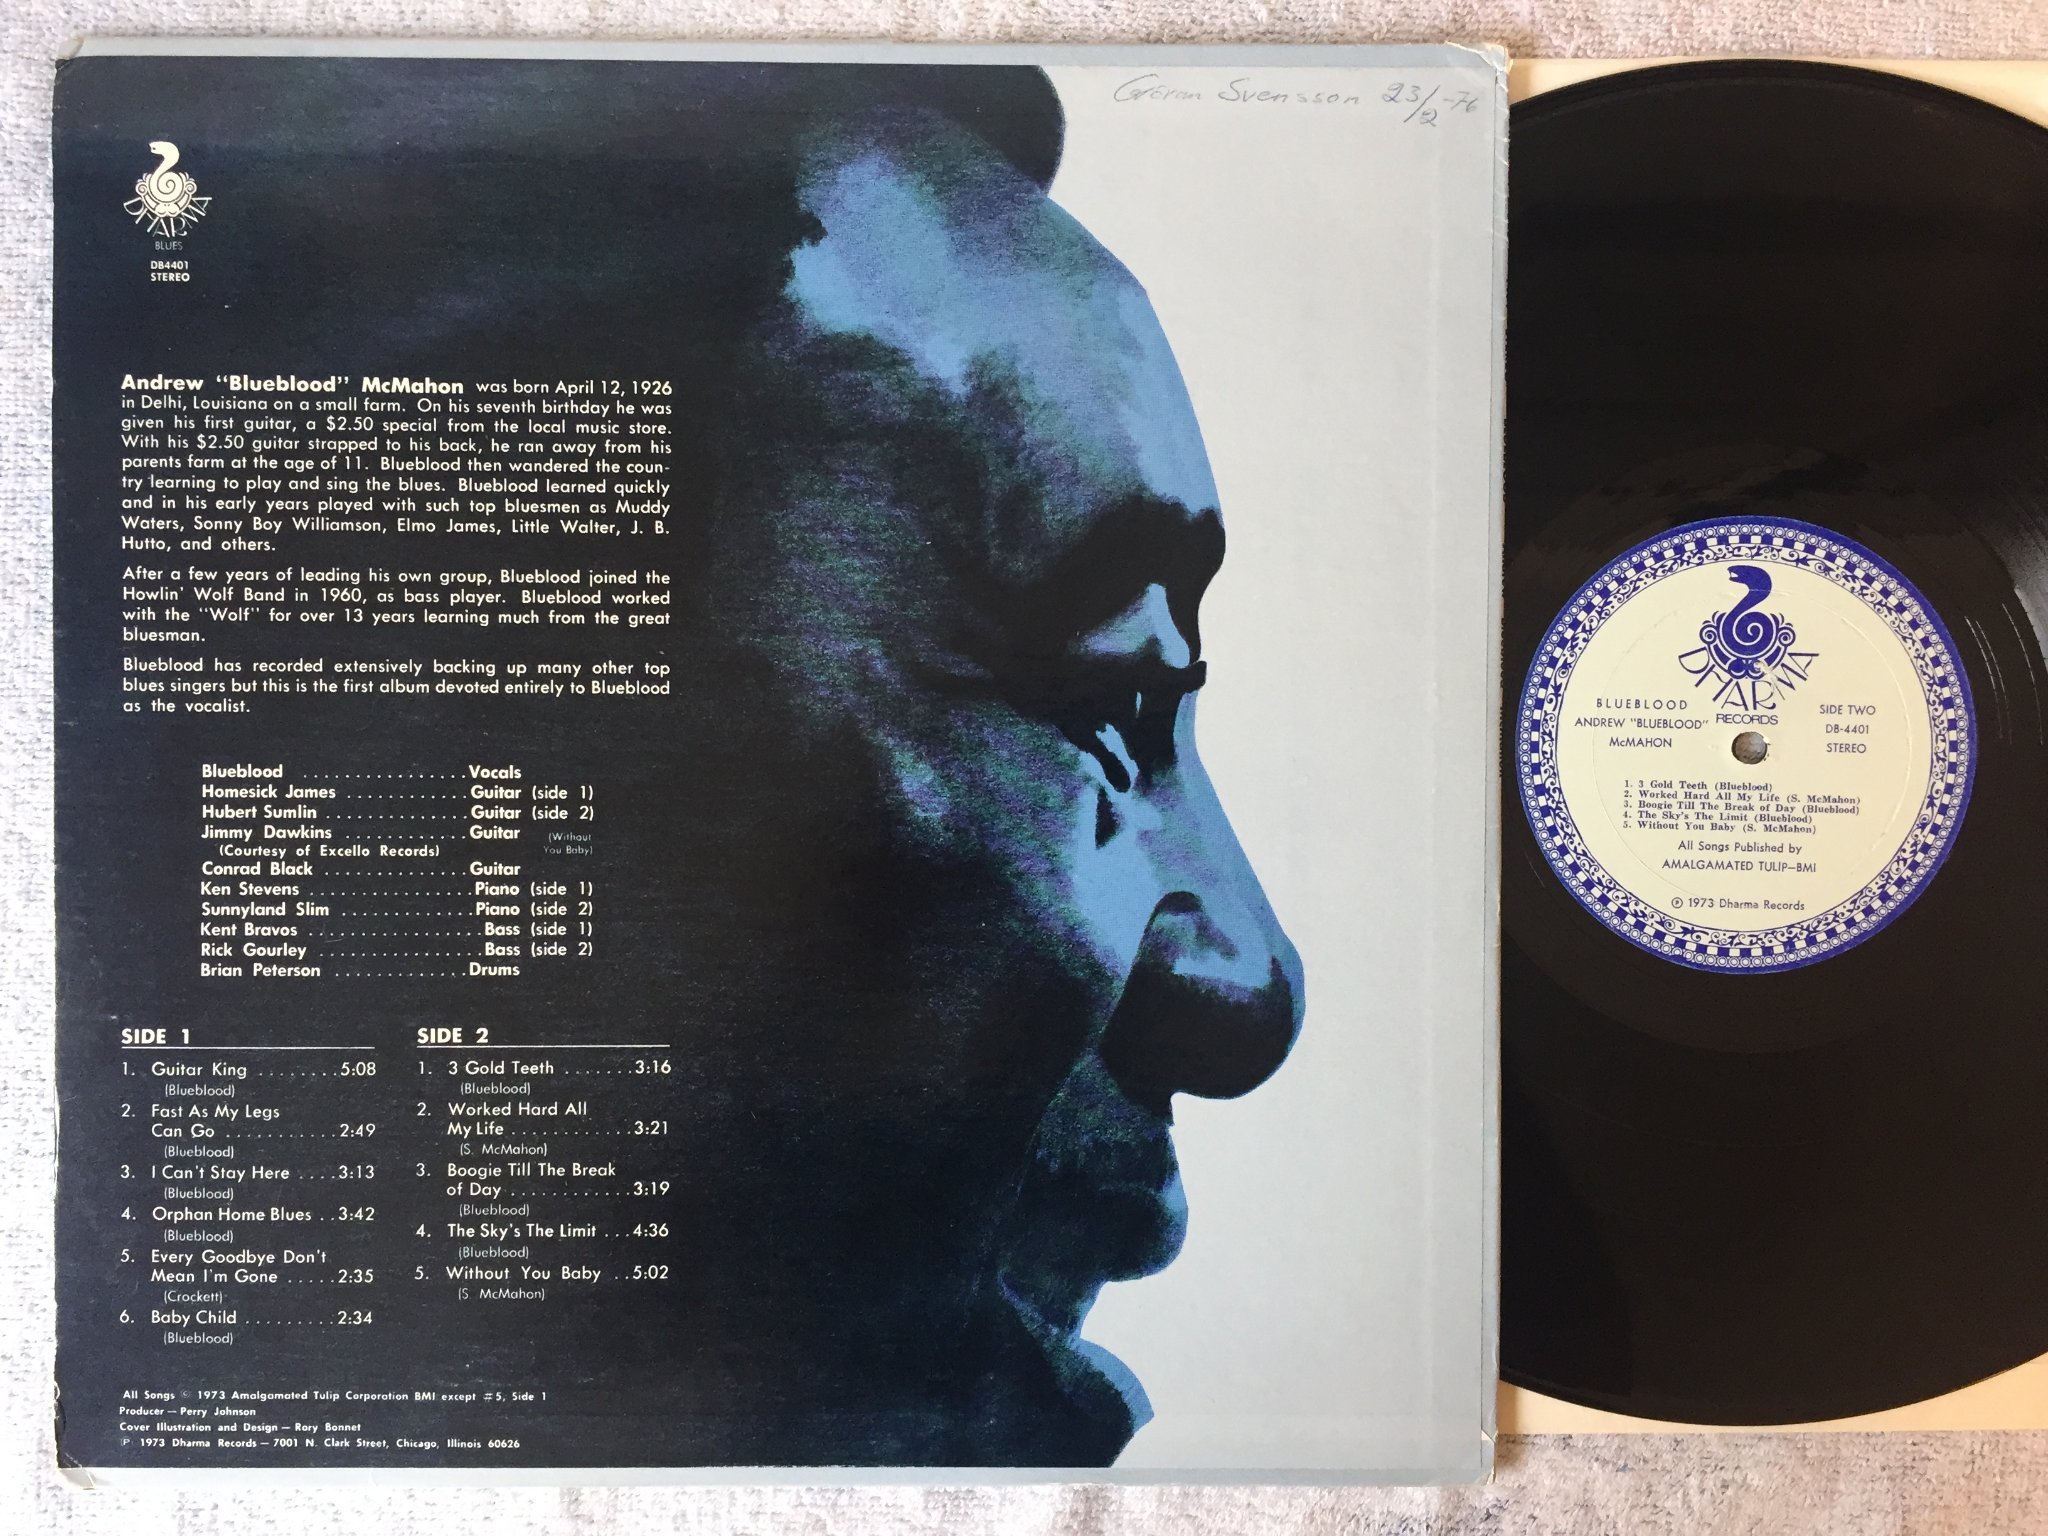 Göran Svensson 23/2-76
DHARMA
BLUES
DB4401
STEREO
Andrew "Blueblood" McMahon was born April 12, 1926
in Delhi, Louisiana on a small farm. On his seventh birthday he was
given his first guitar, a $2.50 special from the local music store.
With his $2.50 guitar strapped to his back, he ran away from his
parents farm at the age of 11. Blueblood then wandered the coun-
try learning to play and sing the blues. Blueblood learned quickly
and in his early years played with such top bluesmen as Muddy
Waters, Sonny Boy Williamson, Elmo James, Little Walter, J. B.
Hutto, and others.
After a few years of leading his own group, Blueblood joined the
Howlin' Wolf Band in 1960, as bass player. Blueblood worked
with the "Wolf" for over 13 years learning much from the great
bluesman.
Blueblood has recorded extensively backing up many other top
blues singers but this is the first album devoted entirely to Blueblood
as the vocalist.
Blueblood ................ Vocals
Homesick James ............ Guitar (side 1)
Hubert Sumlin .............. Guitar (side 2)
Jimmy Dawkins ............. Guitar (Without
(Courtesy of Excello Records) You Baby)
Conrad Black .............. Guitar
Ken Stevens ................ Piano (side 1)
Sunnyland Slim ............. Piano (side 2)
Kent Bravos ................. Bass (side 1)
Rick Gourley ................ Bass (side 2)
Brian Peterson ............. Drums
SIDE 1
1. Guitar King ........ 5:08
(Blueblood)
2. Fast As My Legs
Can Go ........... 2:49
(Blueblood)
3. I Can't Stay Here .... 3:13
(Blueblood)
4. Orphan Home Blues .. 3:42
(Blueblood)
5. Every Goodbye Don't
Mean I'm Gone ..... 2:35
(Crockett)
6. Baby Child ......... 2:34
(Blueblood)
SIDE 2
1. 3 Gold Teeth ....... 3:16
(Blueblood)
2. Worked Hard All
My Life ............ 3:21
(S. McMahon)
3. Boogie Till The Break
of Day ............ 3:19
(Blueblood)
4. The Sky's The Limit ... 4:36
(Blueblood)
5. Without You Baby .. 5:02
(S. McMahon)
All Songs © 1973 Amalgamated Tulip Corporation BMI except #5, Side 1
Producer — Perry Johnson
Cover Illustration and Design — Rory Bonnet
℗ 1973 Dharma Records — 7001 N. Clark Street, Chicago, Illinois 60626
DHARMA
RECORDS
BLUEBLOOD
ANDREW "BLUEBLOOD"
McMAHON
SIDE TWO
DB-4401
STEREO
1. 3 Gold Teeth (Blueblood)
2. Worked Hard All My Life (S. McMahon)
3. Boogie Till The Break of Day (Blueblood)
4. The Sky's The Limit (Blueblood)
5. Without You Baby (S. McMahon)
All Songs Published by
AMALGAMATED TULIP—BMI
℗ 1973 Dharma Records